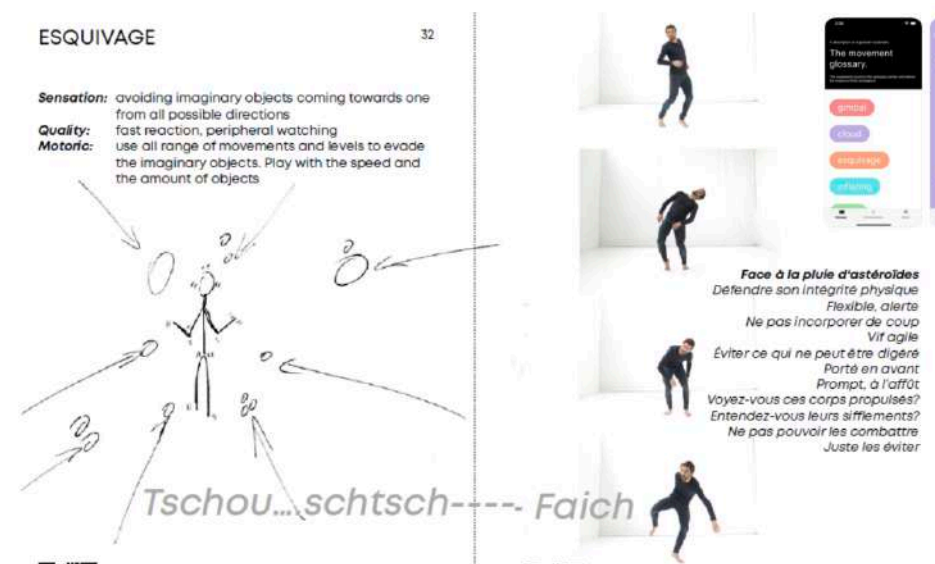 ESQUIVAGE
32
Sensation: avoiding imaginary objects coming towards one
from all possible directions
Quality: fast reaction, peripheral watching
Motoric: use all range of movements and levels to evade
the imaginary objects. Play with the speed and
the amount of objects
Tschou....schtsch----- Faich
The movement
glossary.
gimbal
cloud
esquivage
Face à la pluie d'astéroïdes
Défendre son intégrité physique
Flexible, alerte
Ne pas incorporer de coup
Vif agile
Éviter ce qui ne peut être digéré
Porté en avant
Prompt, à l'affût
Voyez-vous ces corps propulsés?
Entendez-vous leurs sifflements?
Ne pas pouvoir les combattre
Juste les éviter